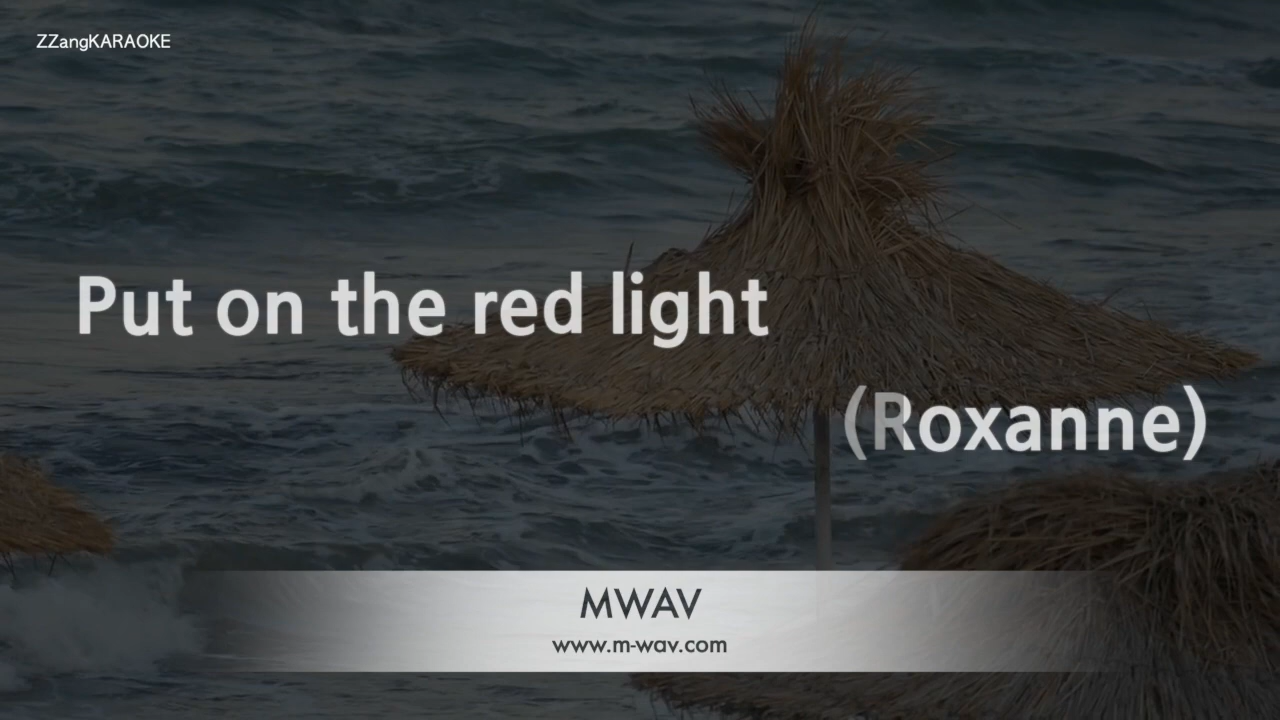 ZZangKARAOKE
Put on the red light
(Roxanne)
MWAV
www.m-wav.com